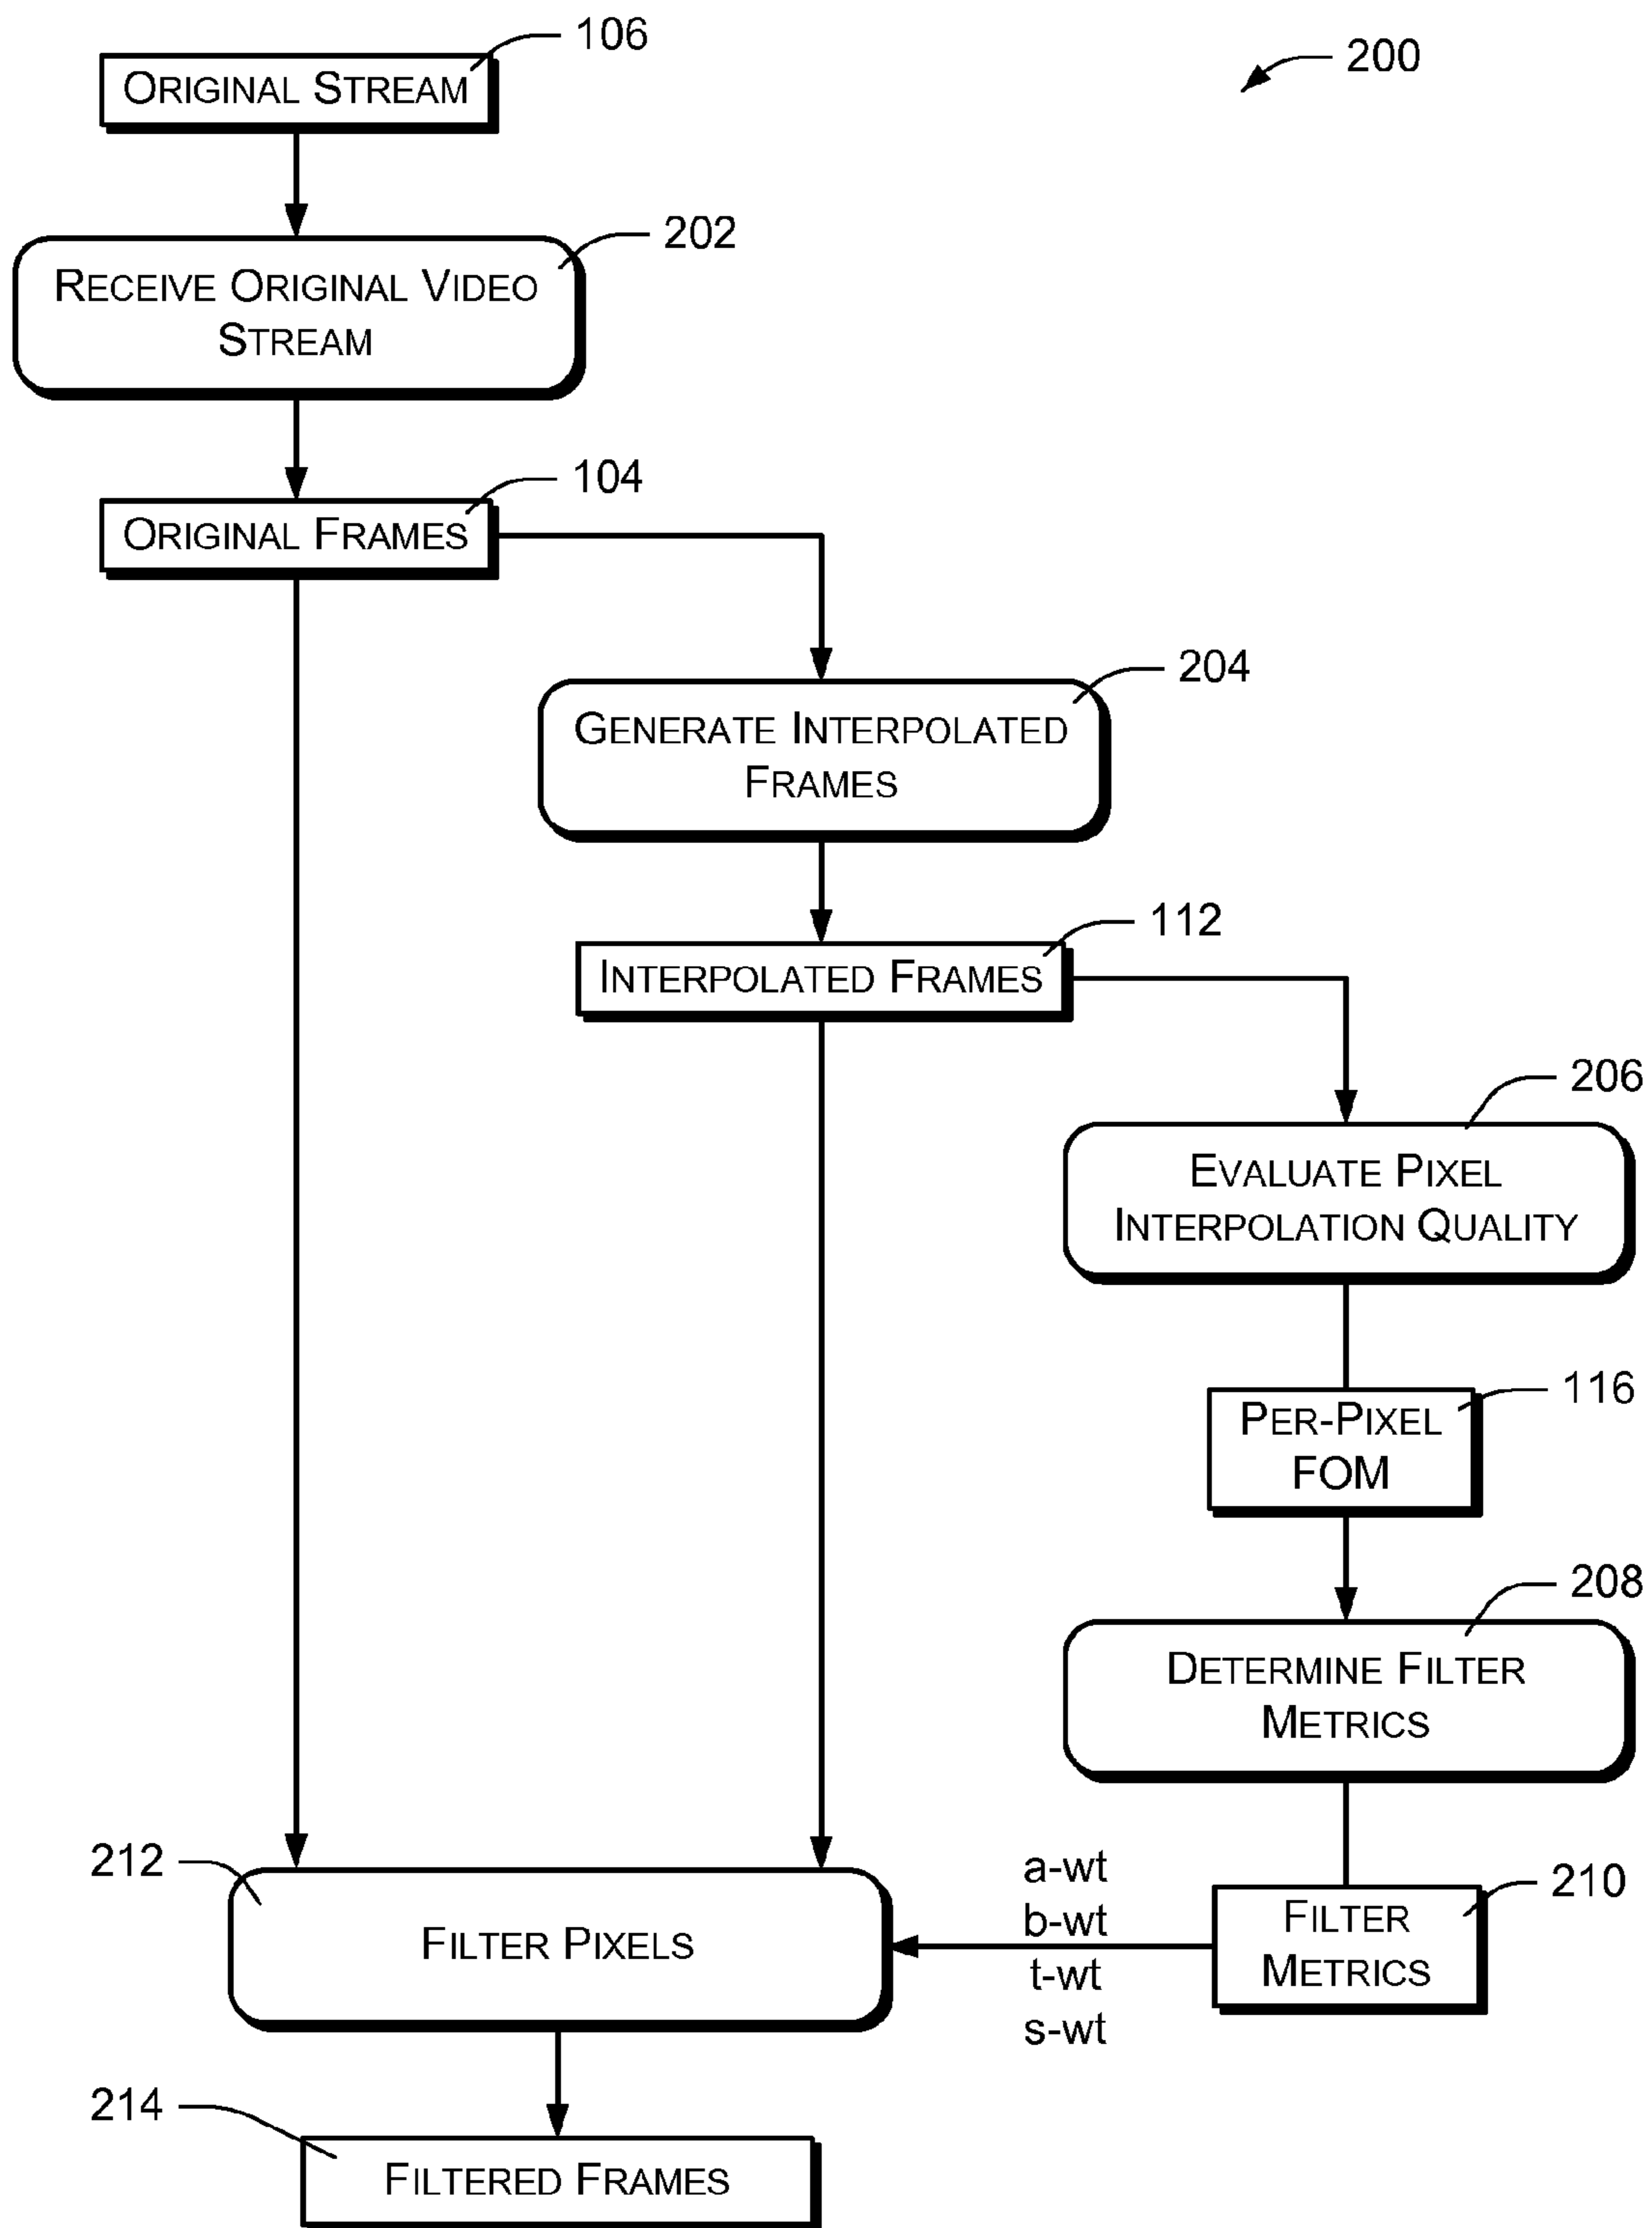 106
200
ORIGINAL STREAM
202
RECEIVE ORIGINAL VIDEO
STREAM
104
ORIGINAL FRAMES
204
GENERATE INTERPOLATED
FRAMES
112
INTERPOLATED FRAMES
206
EVALUATE PIXEL
INTERPOLATION QUALITY
116
PER-PIXEL
FOM
208
DETERMINE FILTER
METRICS
212
a-wt
b-wt
t-wt
s-wt
210
FILTER
METRICS
FILTER PIXELS
214
FILTERED FRAMES